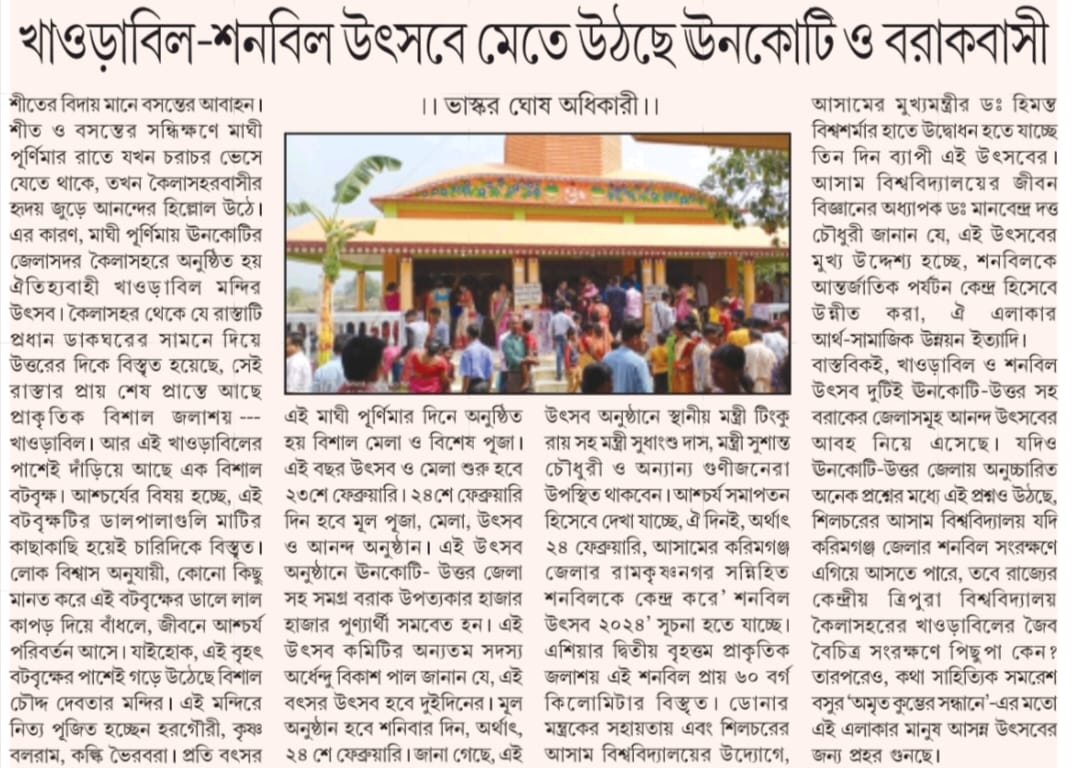 খাওড়াবিল-শনবিল উৎসবে মেতে উঠছে ঊনকোটি ও বরাকবাসী
।। ভাস্কর ঘোষ অধিকারী।।
শীতের বিদায় মানে বসন্তের আবাহন।
শীত ও বসন্তের সন্ধিক্ষণে মাঘী
পূর্ণিমার রাতে যখন চরাচর ভেসে
যেতে থাকে, তখন কৈলাসহরবাসীর
হৃদয় জুড়ে আনন্দের হিল্লোল উঠে।
এর কারণ, মাঘী পূর্ণিমায় ঊনকোটির
জেলাসদর কৈলাসহরে অনুষ্ঠিত হয়
ঐতিহ্যবাহী খাওড়াবিল মন্দির
উৎসব। কৈলাসহর থেকে যে রাস্তাটি
প্রধান ডাকঘরের সামনে দিয়ে
উত্তরের দিকে বিস্তৃত হয়েছে, সেই
রাস্তার প্রায় শেষ প্রান্তে আছে
প্রাকৃতিক বিশাল জলাশয় ---
খাওড়াবিল। আর এই খাওড়াবিলের
পাশেই দাঁড়িয়ে আছে এক বিশাল
বটবৃক্ষ। আশ্চর্যের বিষয় হচ্ছে, এই
বটবৃক্ষটির ডালপালাগুলি মাটির
কাছাকাছি হয়েই চারিদিকে বিস্তৃত।
লোক বিশ্বাস অনুযায়ী, কোনো কিছু
মানত করে এই বটবৃক্ষের ডালে লাল
কাপড় দিয়ে বাঁধলে, জীবনে আশ্চর্য
পরিবর্তন আসে। যাইহোক, এই বৃহৎ
বটবৃক্ষের পাশেই গড়ে উঠেছে বিশাল
চৌদ্দ দেবতার মন্দির। এই মন্দিরে
নিত্য পূজিত হচ্ছেন হরগৌরী, কৃষ্ণ
বলরাম, কল্কি ভৈরবরা। প্রতি বৎসর
এই মাঘী পূর্ণিমার দিনে অনুষ্ঠিত
হয় বিশাল মেলা ও বিশেষ পূজা।
এই বছর উৎসব ও মেলা শুরু হবে
২৩শে ফেব্রুয়ারি। ২৪শে ফেব্রুয়ারি
দিন হবে মূল পূজা, মেলা, উৎসব
ও আনন্দ অনুষ্ঠান। এই উৎসব
অনুষ্ঠানে ঊনকোটি- উত্তর জেলা
সহ সমগ্র বরাক উপত্যকার হাজার
হাজার পুণ্যার্থী সমবেত হন। এই
উৎসব কমিটির অন্যতম সদস্য
অর্ধেন্দু বিকাশ পাল জানান যে, এই
বৎসর উৎসব হবে দুইদিনের। মূল
অনুষ্ঠান হবে শনিবার দিন, অর্থাৎ,
২৪ শে ফেব্রুয়ারি। জানা গেছে, এই
উৎসব অনুষ্ঠানে স্থানীয় মন্ত্রী টিংকু
রায় সহ মন্ত্রী সুধাংশু দাস, মন্ত্রী সুশান্ত
চৌধুরী ও অন্যান্য গুণীজনেরা
উপস্থিত থাকবেন। আশ্চর্য সমাপতন
হিসেবে দেখা যাচ্ছে, ঐ দিনই, অর্থাৎ
২৪ ফেব্রুয়ারি, আসামের করিমগঞ্জ
জেলার রামকৃষ্ণনগর সন্নিহিত
শনবিলকে কেন্দ্র করে' শনবিল
উৎসব ২০২৪' সূচনা হতে যাচ্ছে।
এশিয়ার দ্বিতীয় বৃহত্তম প্রাকৃতিক
জলাশয় এই শনবিল প্রায় ৬০ বর্গ
কিলোমিটার বিস্তৃত। ডোনার
মন্ত্রকের সহায়তায় এবং শিলচরের
আসাম বিশ্ববিদ্যালয়ের উদ্যোগে,
আসামের মুখ্যমন্ত্রীর ডঃ হিমন্ত
বিশ্বশর্মার হাতে উদ্বোধন হতে যাচ্ছে
তিন দিন ব্যাপী এই উৎসবের।
আসাম বিশ্ববিদ্যালয়ের জীবন
বিজ্ঞানের অধ্যাপক ডঃ মানবেন্দ্র দত্ত
চৌধুরী জানান যে, এই উৎসবের
মুখ্য উদ্দেশ্য হচ্ছে, শনবিলকে
আন্তর্জাতিক পর্যটন কেন্দ্র হিসেবে
উন্নীত করা, ঐ এলাকার
আর্থ-সামাজিক উন্নয়ন ইত্যাদি।
বাস্তবিকই, খাওড়াবিল ও শনবিল
উৎসব দুটিই ঊনকোটি-উত্তর সহ
বরাকের জেলাসমূহ আনন্দ উৎসবের
আবহ নিয়ে এসেছে। যদিও
ঊনকোটি-উত্তর জেলায় অনুচ্চারিত
অনেক প্রশ্নের মধ্যে এই প্রশ্নও উঠছে,
শিলচরের আসাম বিশ্ববিদ্যালয় যদি
করিমগঞ্জ জেলার শনবিল সংরক্ষণে
এগিয়ে আসতে পারে, তবে রাজ্যের
কেন্দ্রীয় ত্রিপুরা বিশ্ববিদ্যালয়
কৈলাসহরের খাওড়াবিলের জৈব
বৈচিত্র সংরক্ষণে পিছুপা কেন?
তারপরেও, কথা সাহিত্যিক সমরেশ
বসুর 'অমৃত কুম্ভের সন্ধানে'-এর মতো
এই এলাকার মানুষ আসন্ন উৎসবের
জন্য প্রহর গুনছে।